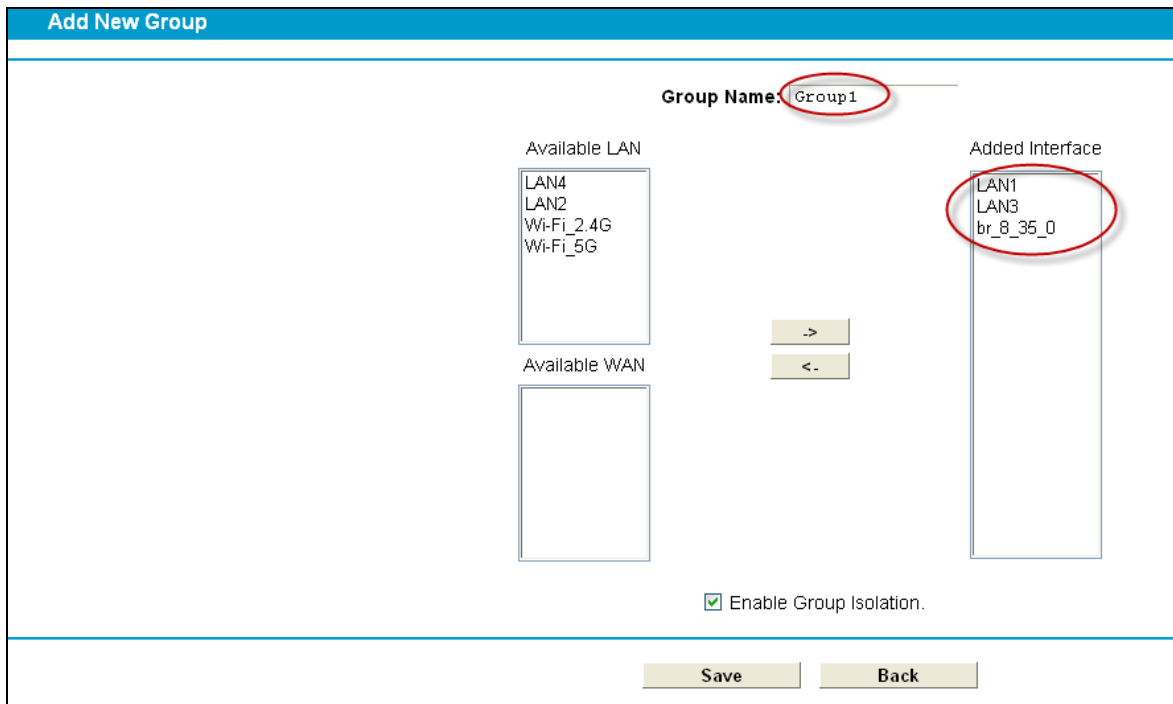 Add New Group
Group Name: Group1
Available LAN
LAN4
LAN2
Wi-Fi_2.4G
Wi-Fi_5G
Added Interface
LAN1
LAN3
br_8_35_0
->
<-
Available WAN
Enable Group Isolation.
Save Back